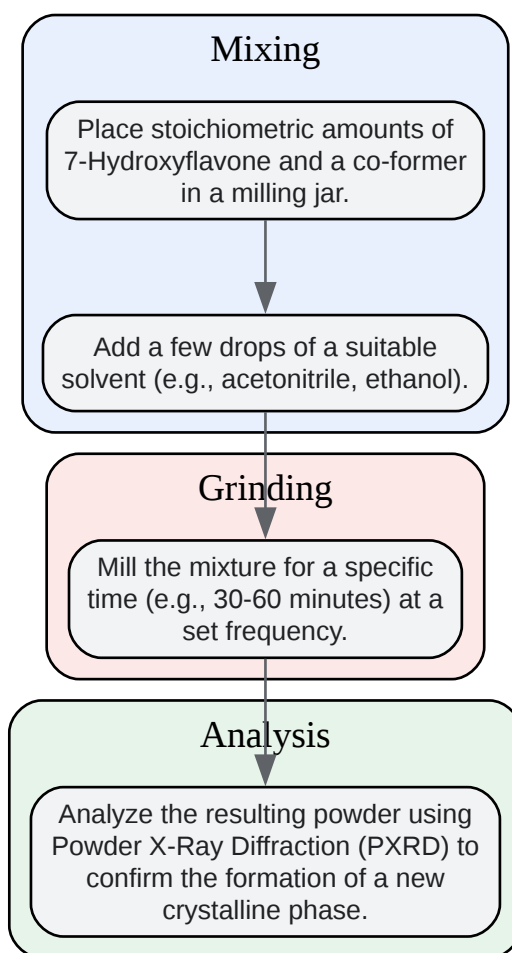 Mixing
Place stoichiometric amounts of
7-Hydroxyflavone and a co-former
in a milling jar.
Add a few drops of a suitable
solvent (e.g., acetonitrile, ethanol).
Grinding
Mill the mixture for a specific
time (e.g., 30-60 minutes) at a
set frequency.
Analysis
Analyze the resulting powder using
Powder X-Ray Diffraction (PXRD) to
confirm the formation of a new
crystalline phase.